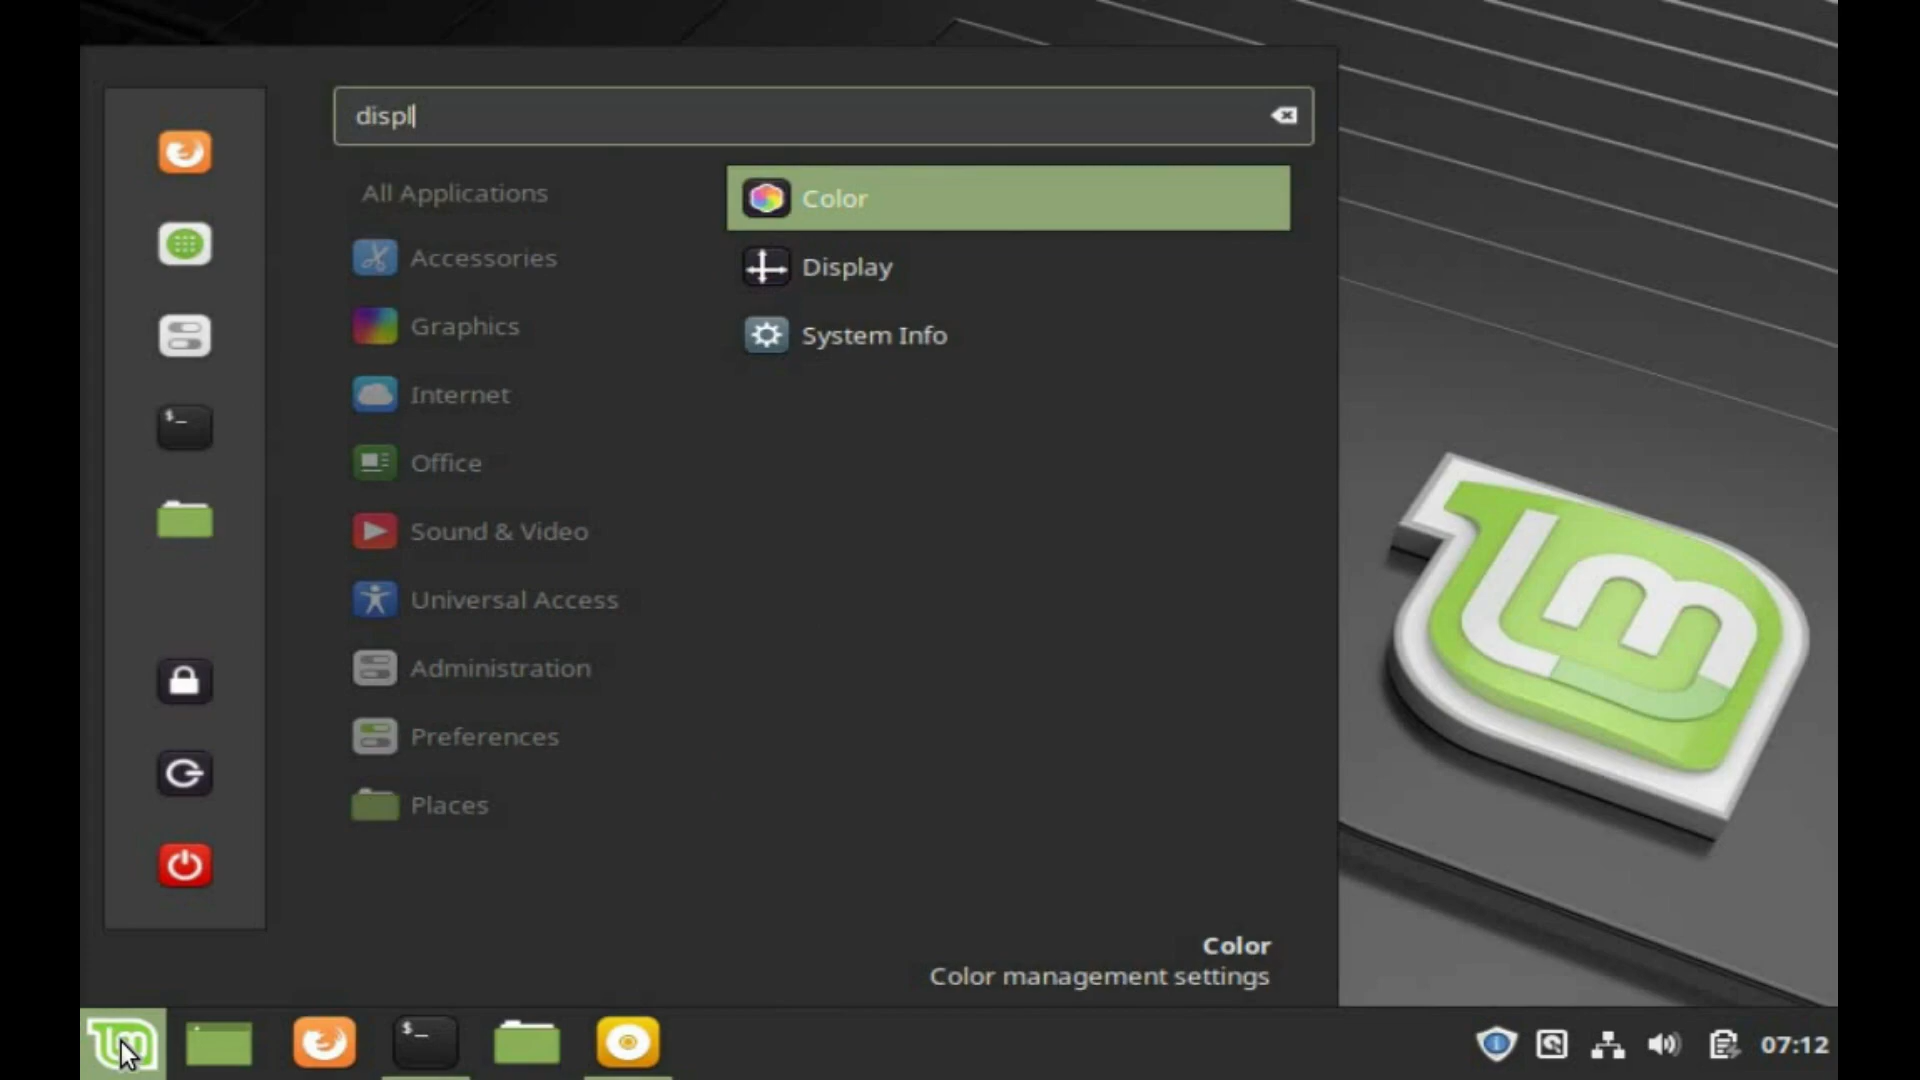 displ
All Applications
Accessories
Graphics
Internet
Office
Sound & Video
Universal Access
Administration
Preferences
Places
Color
Display
System Info
Color
Color management settings
$_
$_
07:12